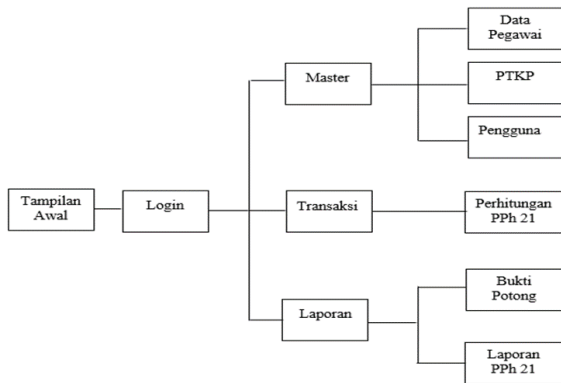 Tampilan
Awal
Login
Master
Data
Pegawai
PTKP
Pengguna
Transaksi
Perhitungan
PPh 21
Laporan
Bukti
Potong
Laporan
PPh 21